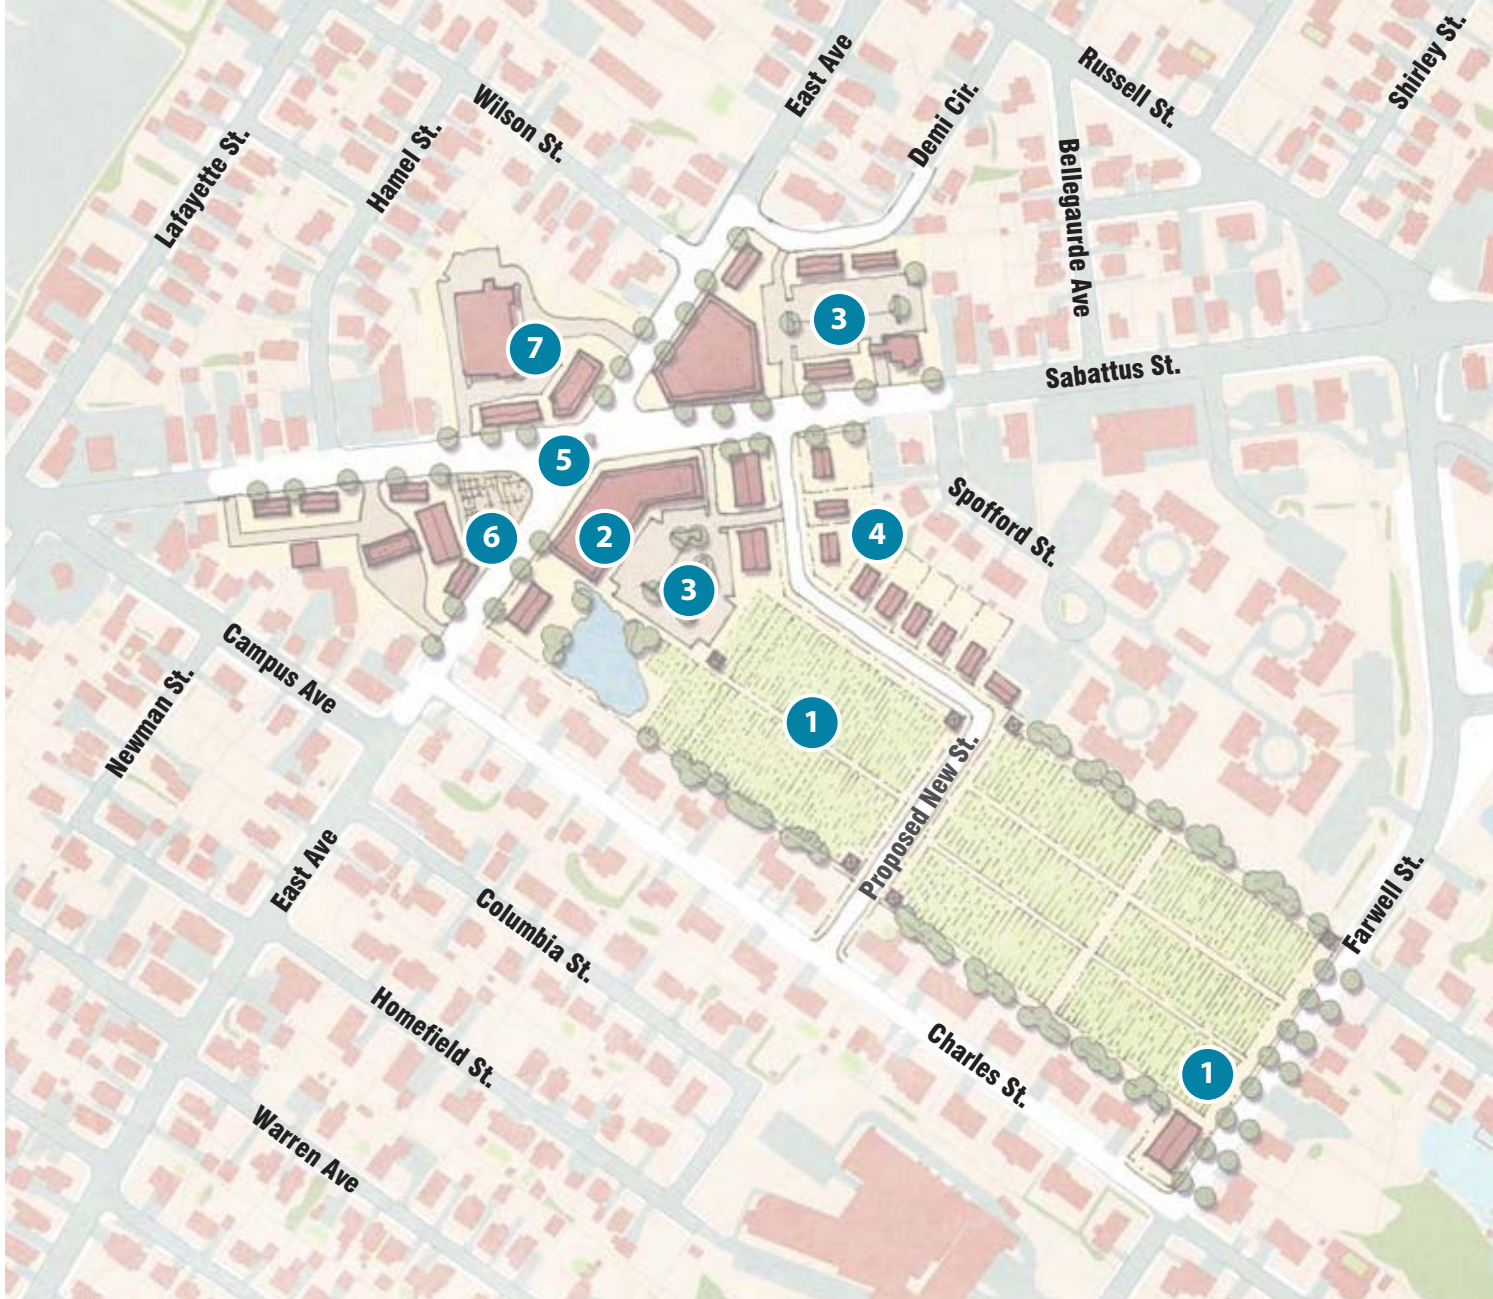 Shirley St.
East Ave
Russell St.
Wilson St.
Demi Cir.
Hamel St.
Lafayette St.
Bellegaurde Ave
3
7
Sabattus St.
5
Spofford St.
6
2
4
3
Campus Ave
Newman St.
1
Proposed New St.
East Ave
Farwell St.
Columbia St.
Homefield St.
Charles St.
1
Warren Ave